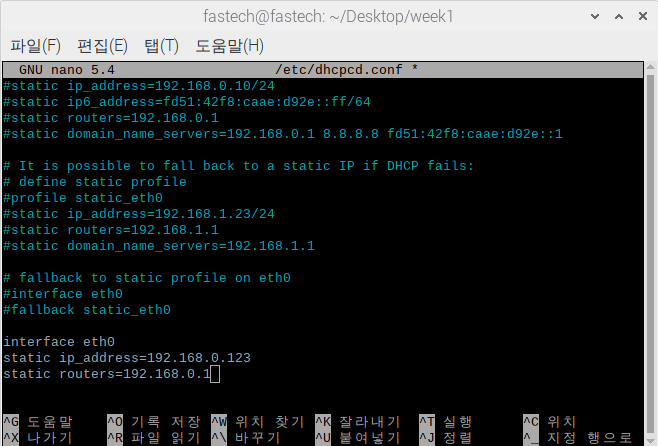 fastech@fastech: ~/Desktop/week1
파일(F) 편집(E) 탭(T) 도움말(H)
GNU nano 5.4 /etc/dhcpcd.conf *
#static ip_address=192.168.0.10/24
#static ip6_address=fd51:42f8:caae:d92e::ff/64
#static routers=192.168.0.1
#static domain_name_servers=192.168.0.1 8.8.8.8 fd51:42f8:caae:d92e::1
# It is possible to fall back to a static IP if DHCP fails:
# define static profile
#profile static_eth0
#static ip_address=192.168.1.23/24
#static routers=192.168.1.1
#static domain_name_servers=192.168.1.1
# fallback to static profile on eth0
#interface eth0
#fallback static_eth0
interface eth0
static ip_address=192.168.0.123
static routers=192.168.0.1
^G 도움말 ^O 기록 저장 ^W 위치 찾기 ^K 잘라내기 ^T 실행 ^C 위치
^X 나가기 ^R 파일 읽기 ^\ 바꾸기 ^U 붙여넣기 ^J 정렬 ^_ 지정 행으로